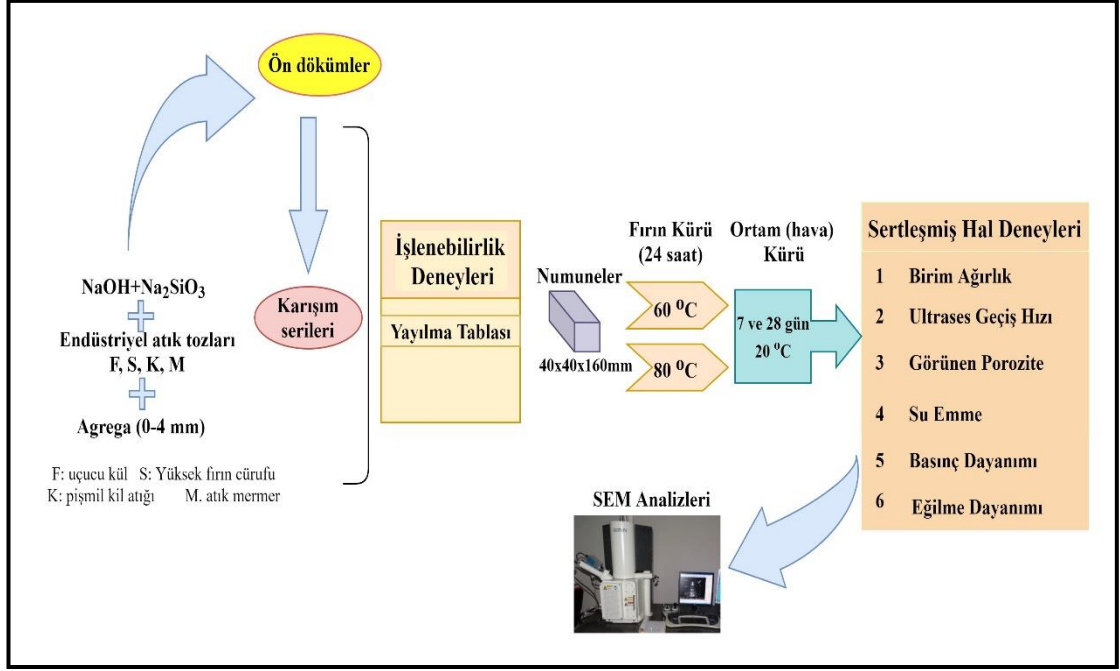 Ön dökümler
NaOH+Na₂SiO₃
Endüstriyel atık tozları
F, S, K, M
Agrega (0-4 mm)
F: uçucu kül S: Yüksek fırın cürufu
K: pişmil kil atığı M. atık mermer
Karışım
serileri
İşlenebilirlik
Deneyleri
Yayılma Tablası
Numuneler
40x40x160mm
Fırın Kürü
(24 saat)
60 ⁰C
80 ⁰C
Ortam (hava)
Kürü
7 ve 28 gün
20 ⁰C
Sertleşmiş Hal Deneyleri
1 Birim Ağırlık
2 Ultrases Geçiş Hızı
3 Görünen Porozite
4 Su Emme
5 Basınç Dayanımı
6 Eğilme Dayanımı
SEM Analizleri